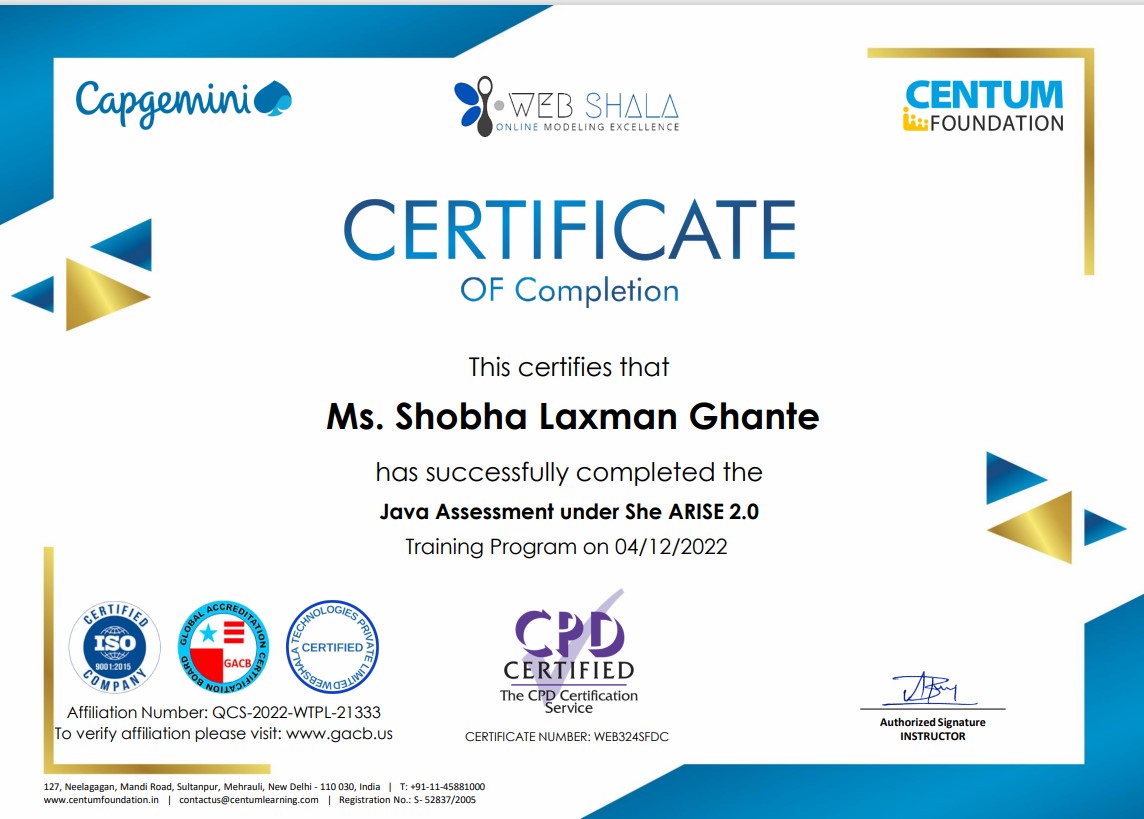 Capgemini
WEB SHALA
ONLINE MODELING EXCELLENCE
CENTUM
FOUNDATION
CERTIFICATE
OF Completion
This certifies that
Ms. Shobha Laxman Ghante
has successfully completed the
Java Assessment under She ARISE 2.0
Training Program on 04/12/2022
CERTIFIED
ISO
9001:2015
COMPANY
GLOBAL ACCREDITATION CERTIFICATION BOARD
GACB
WEBSHALA TECHNOLOGIES PRIVATE LIMITED
CERTIFIED
CPD
CERTIFIED
The CPD Certification
Service
Affiliation Number: QCS-2022-WTPL-21333
To verify affiliation please visit: www.gacb.us
CERTIFICATE NUMBER: WEB324SFDC
Authorized Signature
INSTRUCTOR
127, Neelagagan, Mandi Road, Sultanpur, Mehrauli, New Delhi - 110 030, India | T: +91-11-45881000
www.centumfoundation.in | contactus@centumlearning.com | Registration No.: S- 52837/2005